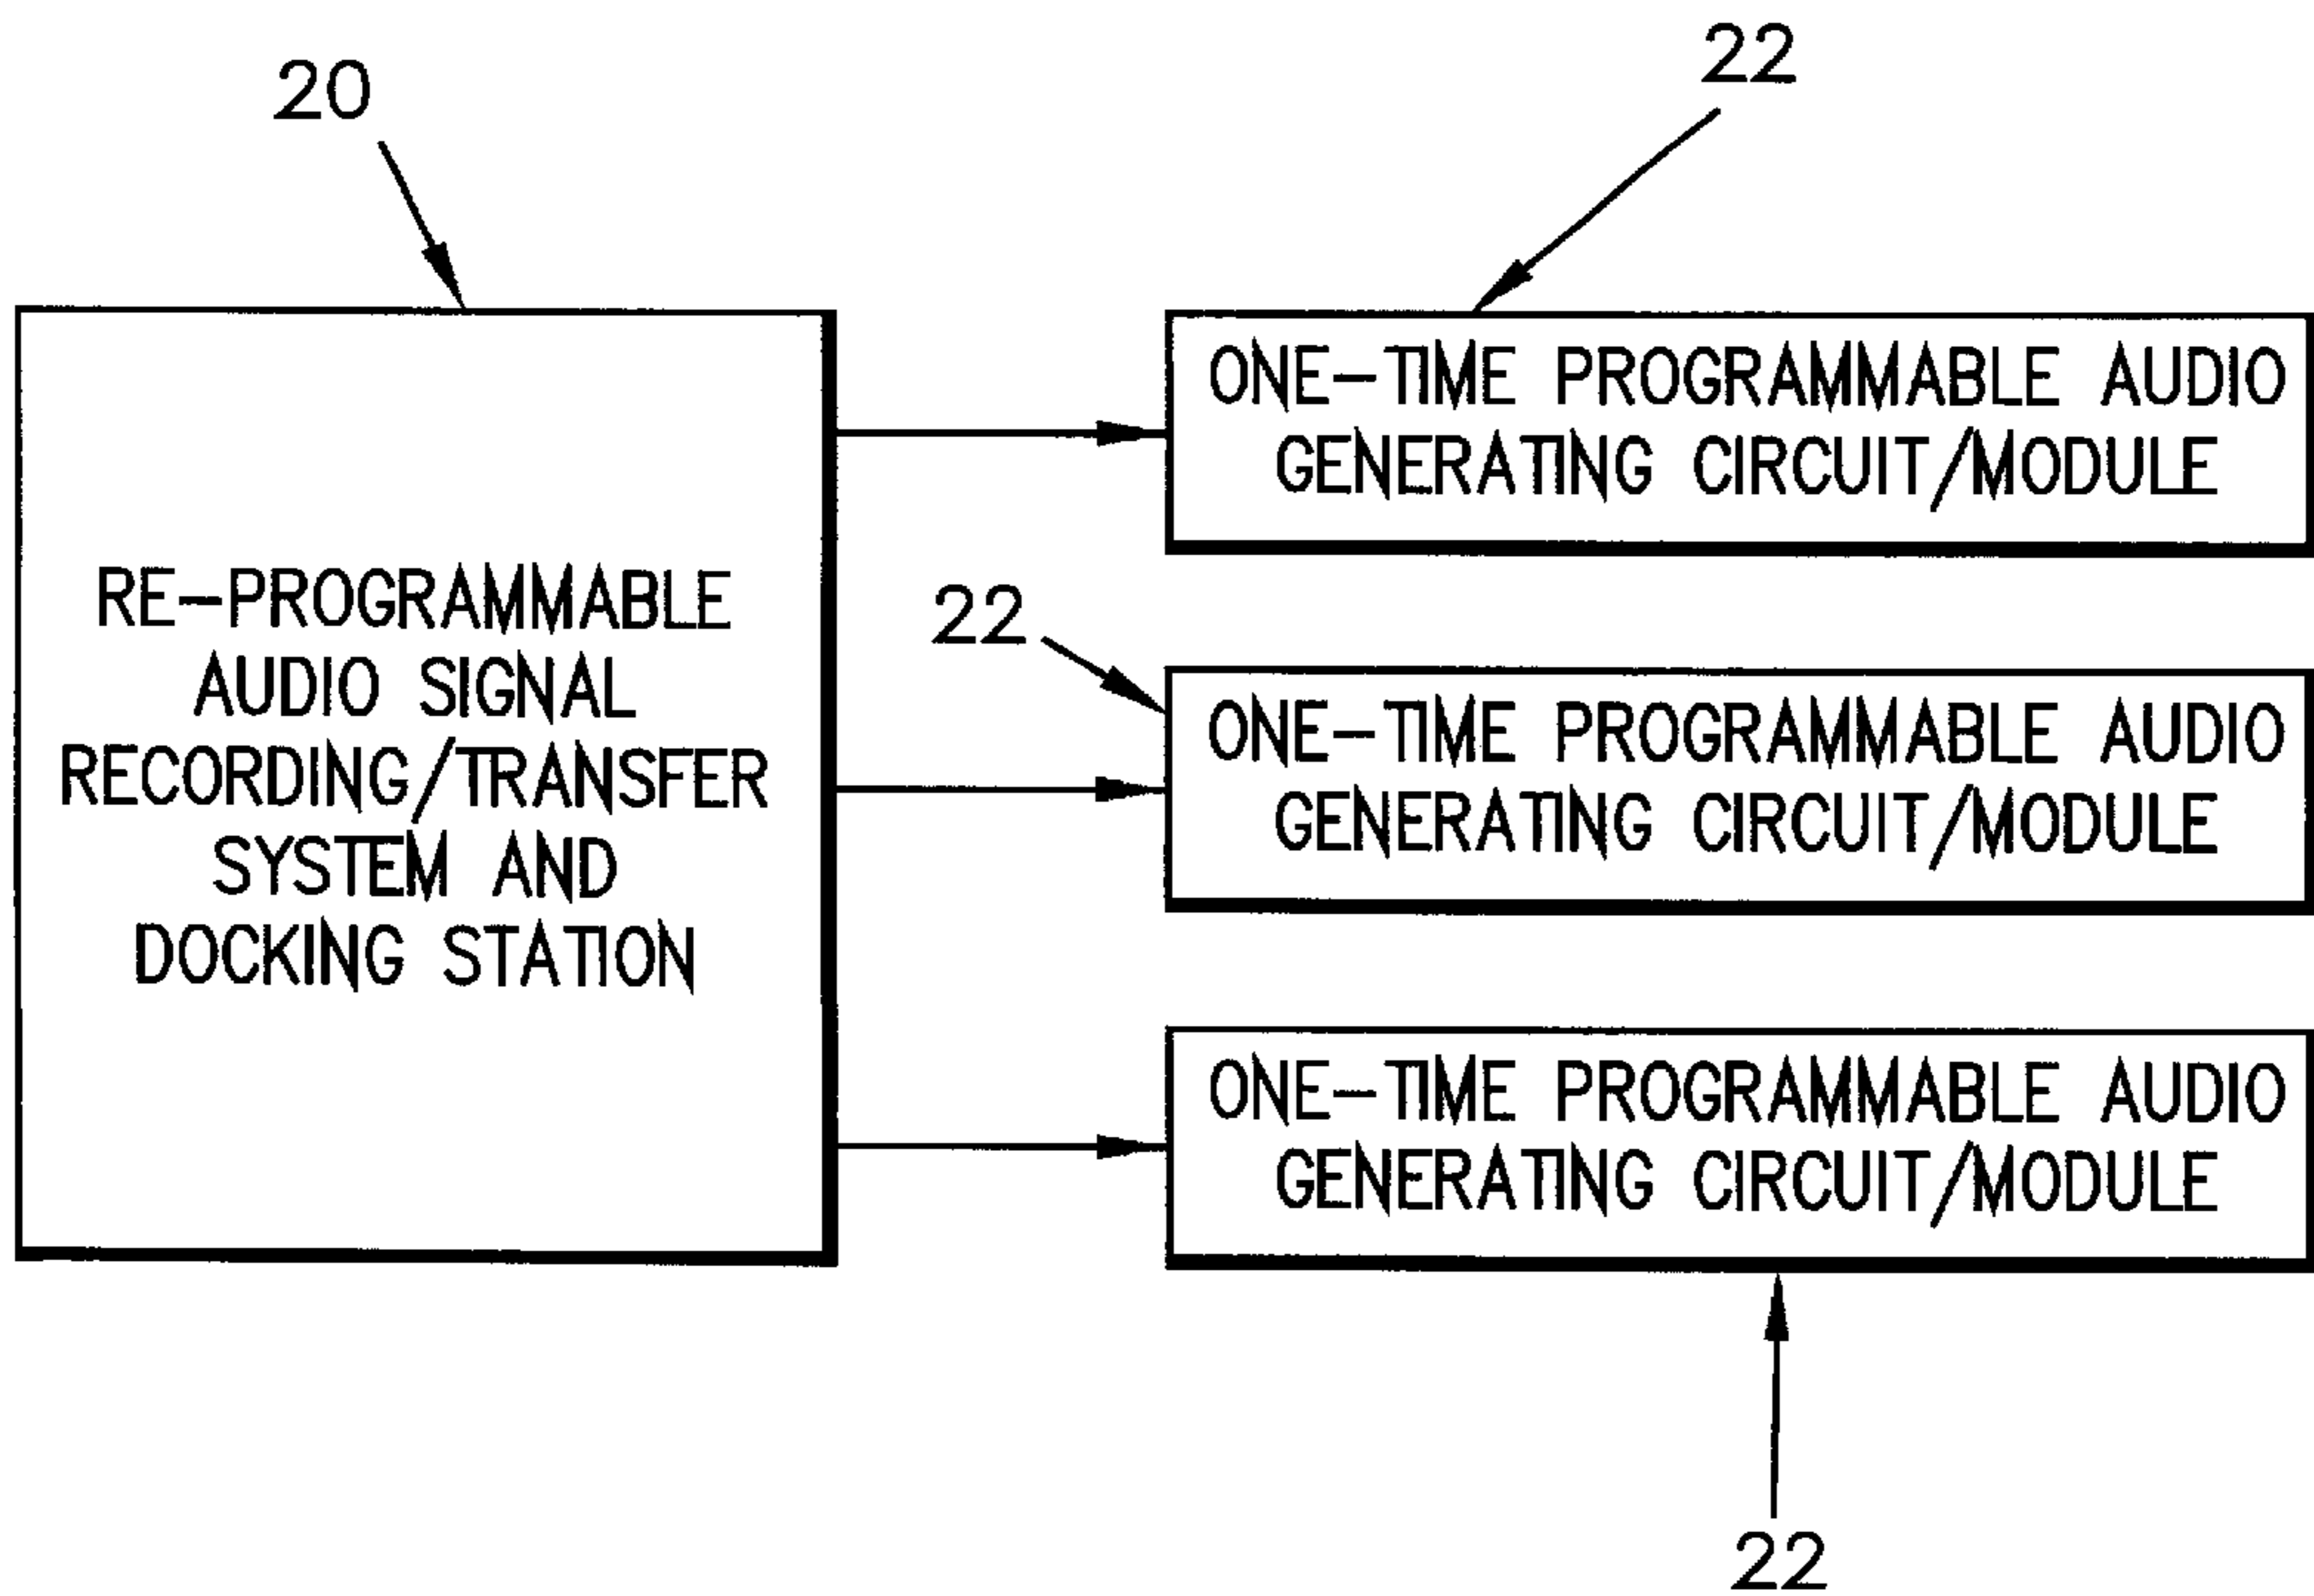 20
22
RE-PROGRAMMABLE
AUDIO SIGNAL
RECORDING/TRANSFER
SYSTEM AND
DOCKING STATION
ONE-TIME PROGRAMMABLE AUDIO
GENERATING CIRCUIT/MODULE
22
ONE-TIME PROGRAMMABLE AUDIO
GENERATING CIRCUIT/MODULE
ONE-TIME PROGRAMMABLE AUDIO
GENERATING CIRCUIT/MODULE
22